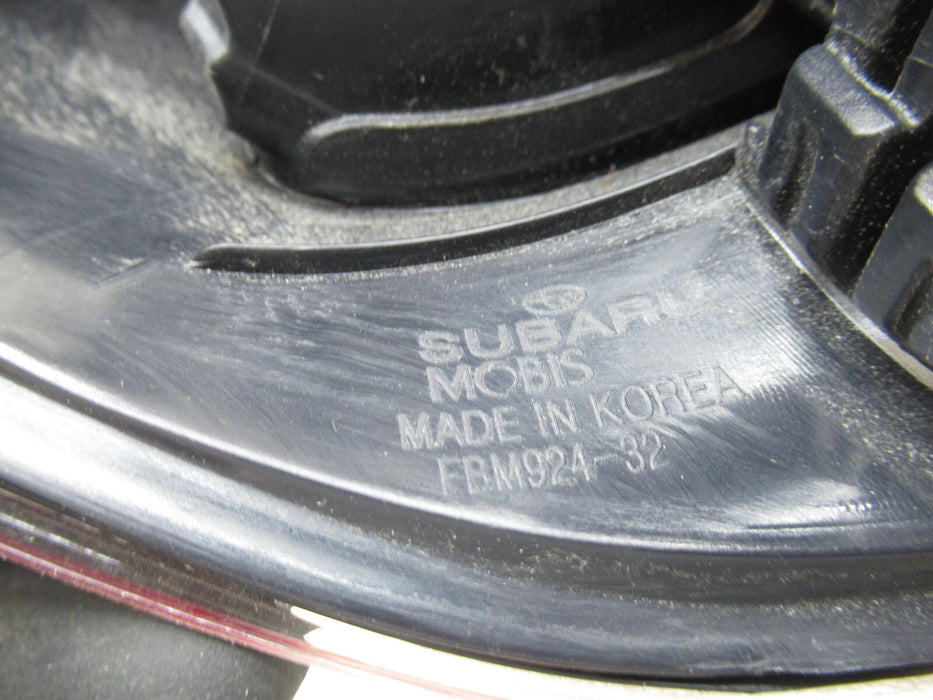 SUBARU
MOBIS
MADE IN KOREA
FBM924-32